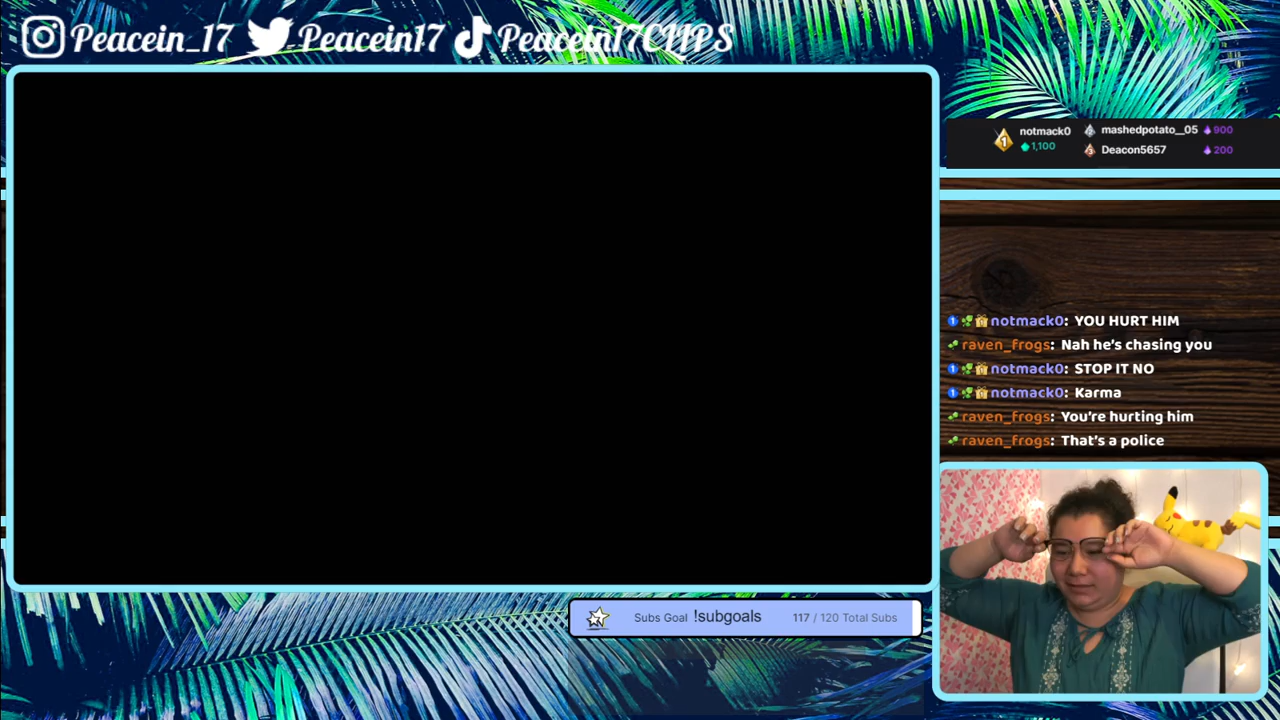 Peacein_17 Peacein17 Peacein17ClIPS
notmack0 1,100
mashedpotato__05 900
Deacon5657 200
notmack0: YOU HURT HIM
raven_frogs: Nah he's chasing you
notmack0: STOP IT NO
notmack0: Karma
raven_frogs: You're hurting him
raven_frogs: That's a police
Subs Goal !subgoals 117 / 120 Total Subs